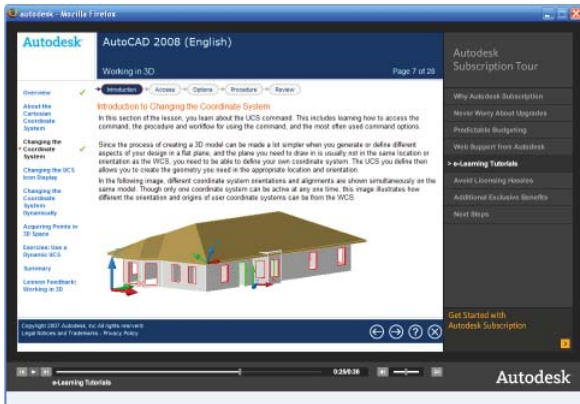 autodesk - Mozilla Firefox
Autodesk
AutoCAD 2008 (English)
Working in 3D
Page 7 of 28
Overview
About the
Cartesian
Coordinate
System
Changing the
Coordinate
System
Changing the UCS
Icon Display
Changing the
Coordinate
System
Dynamically
Acquiring Points in
3D Space
Exercise: Use a
Dynamic UCS
Summary
Lesson Feedback:
Working in 3D
Introduction
Access
Options
Procedure
Review
Introduction to Changing the Coordinate System
In this section of the lesson, you learn about the UCS command. This includes learning how to access the
command, the procedure and workflow for using the command, and the most often used command options.
Since the process of creating a 3D model can be made a lot simpler when you generate or define different
aspects of your design in a flat plane, and the plane you need to draw in is usually not in the same location or
orientation as the WCS, you need to be able to define your own coordinate system. The UCS you define then
allows you to create the geometry you need in the appropriate location and orientation.
In the following image, different coordinate system orientations and alignments are shown simultaneously on the
same model. Though only one coordinate system can be active at any one time, this image illustrates how
different the orientation and origins of user coordinate systems can be from the WCS.
Copyright 2007 Autodesk, Inc. All rights reserved.
Legal Notices and Trademarks - Privacy Policy
Autodesk
Subscription Tour
Why Autodesk Subscription
Never Worry About Upgrades
Predictable Budgeting
Web Support from Autodesk
> e-Learning Tutorials
Avoid Licensing Hassles
Additional Exclusive Benefits
Next Steps
Get Started with
Autodesk Subscription
0:25/0:36
e-Learning Tutorials
Autodesk